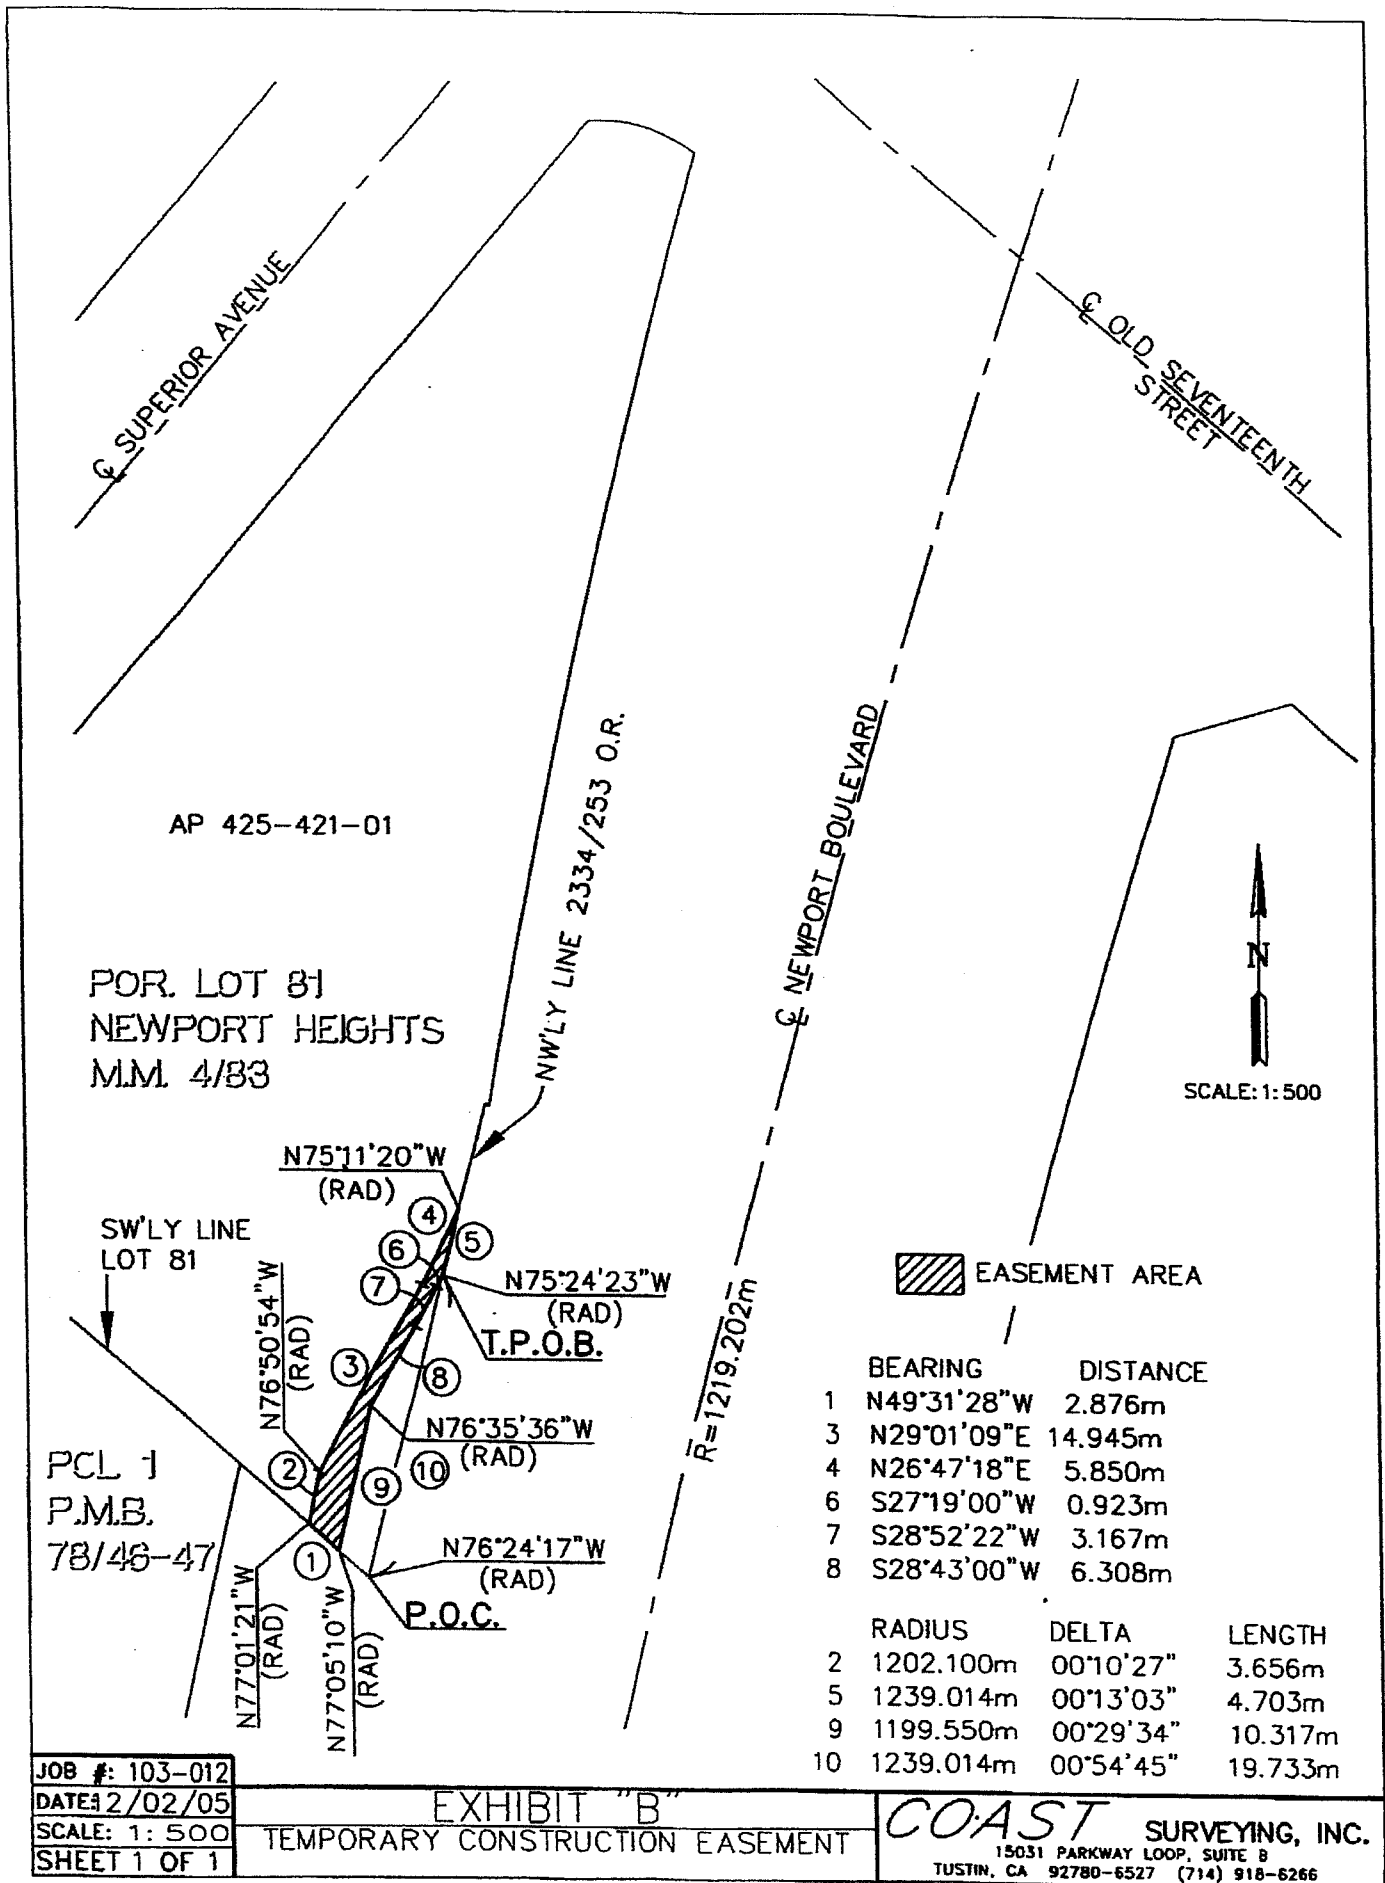 ℄ SUPERIOR AVENUE
℄ OLD SEVENTEENTH
STREET
NW'LY LINE 2334/253 O.R.
℄ NEWPORT BOULEVARD
AP 425-421-01
POR. LOT 81
NEWPORT HEIGHTS
M.M. 4/83
N
SCALE: 1:500
N75°11'20"W
(RAD)
4
5
6
7
SW'LY LINE
LOT 81
N75°24'23"W
(RAD)
T.P.O.B.
EASEMENT AREA
N76°50'54"W
(RAD)
3
8
R=1219.202m
N76°35'36"W
(RAD)
2
9
10
PCL 1
P.M.B.
78/46-47
1
N76°24'17"W
(RAD)
P.O.C.
N77°01'21"W
(RAD)
N77°05'10"W
(RAD)
BEARING DISTANCE
1 N49°31'28"W 2.876m
3 N29°01'09"E 14.945m
4 N26°47'18"E 5.850m
6 S27°19'00"W 0.923m
7 S28°52'22"W 3.167m
8 S28°43'00"W 6.308m
RADIUS DELTA LENGTH
2 1202.100m 00°10'27" 3.656m
5 1239.014m 00°13'03" 4.703m
9 1199.550m 00°29'34" 10.317m
10 1239.014m 00°54'45" 19.733m
JOB #: 103-012
DATE: 2/02/05
SCALE: 1:500
SHEET 1 OF 1
EXHIBIT "B"
TEMPORARY CONSTRUCTION EASEMENT
COAST SURVEYING, INC.
15031 PARKWAY LOOP, SUITE B
TUSTIN, CA 92780-6527 (714) 918-6266